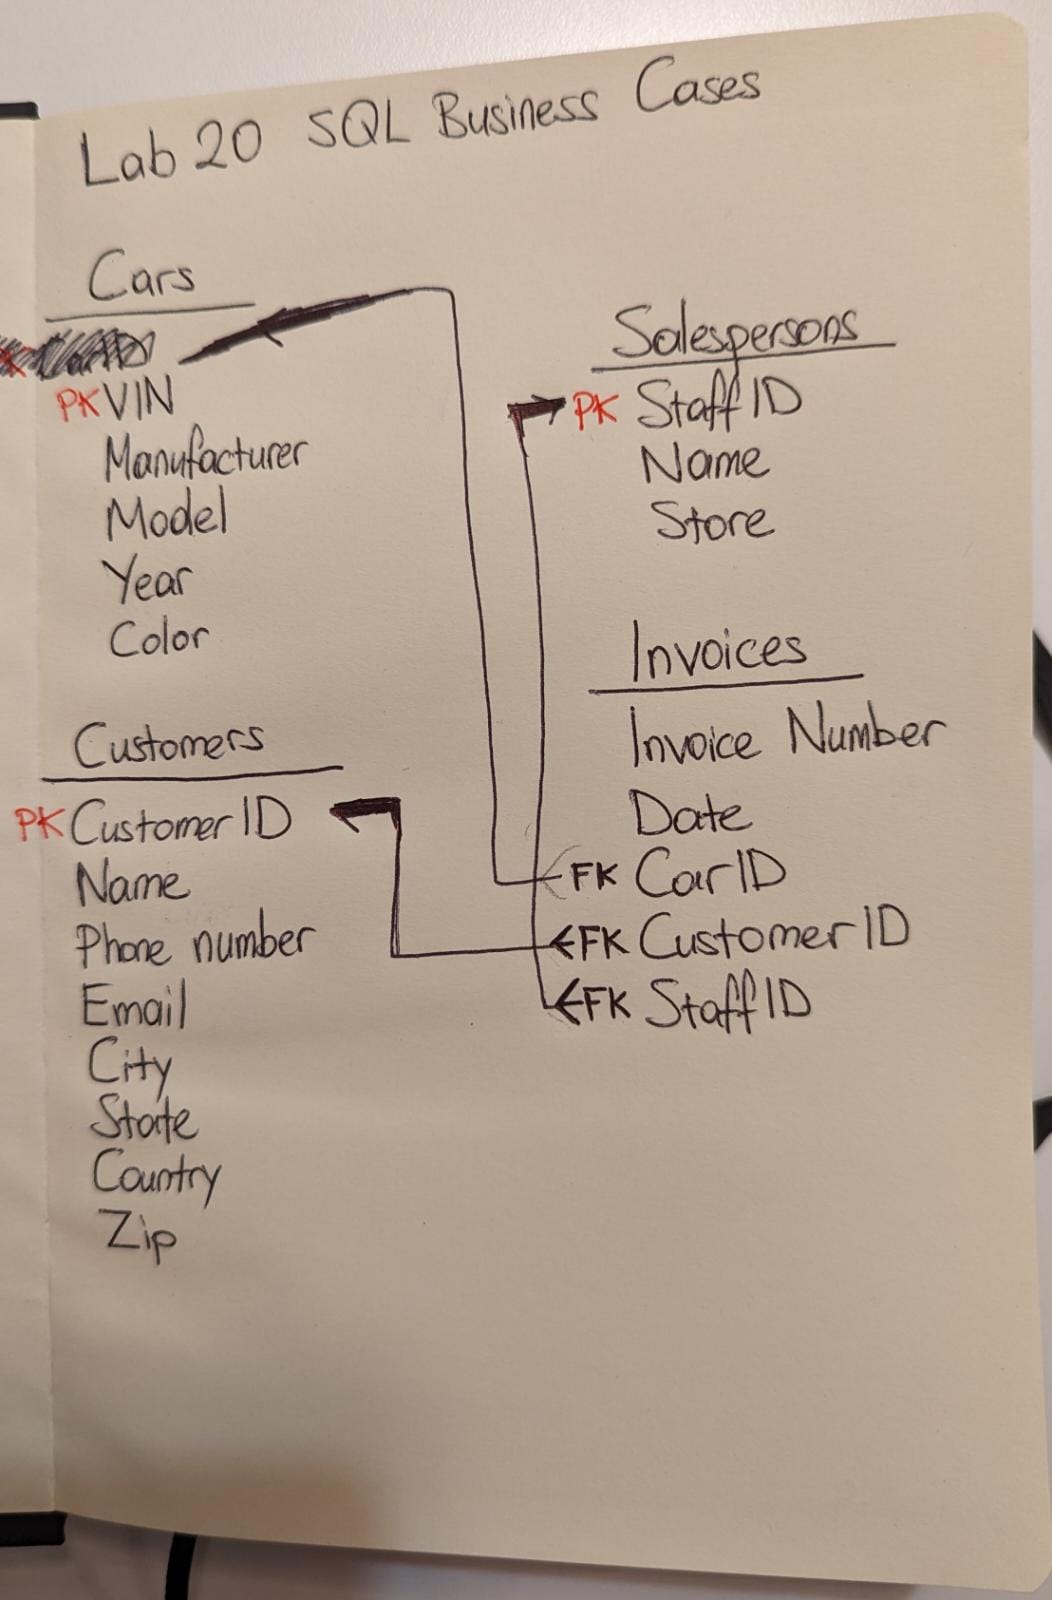 Lab 20 SQL Business Cases
Cars
PK VIN
Manufacturer
Model
Year
Color
Customers
PK Customer ID
Name
Phone number
Email
City
State
Country
Zip
Salespersons
PK Staff ID
Name
Store
Invoices
Invoice Number
Date
FK Car ID
FK Customer ID
FK Staff ID